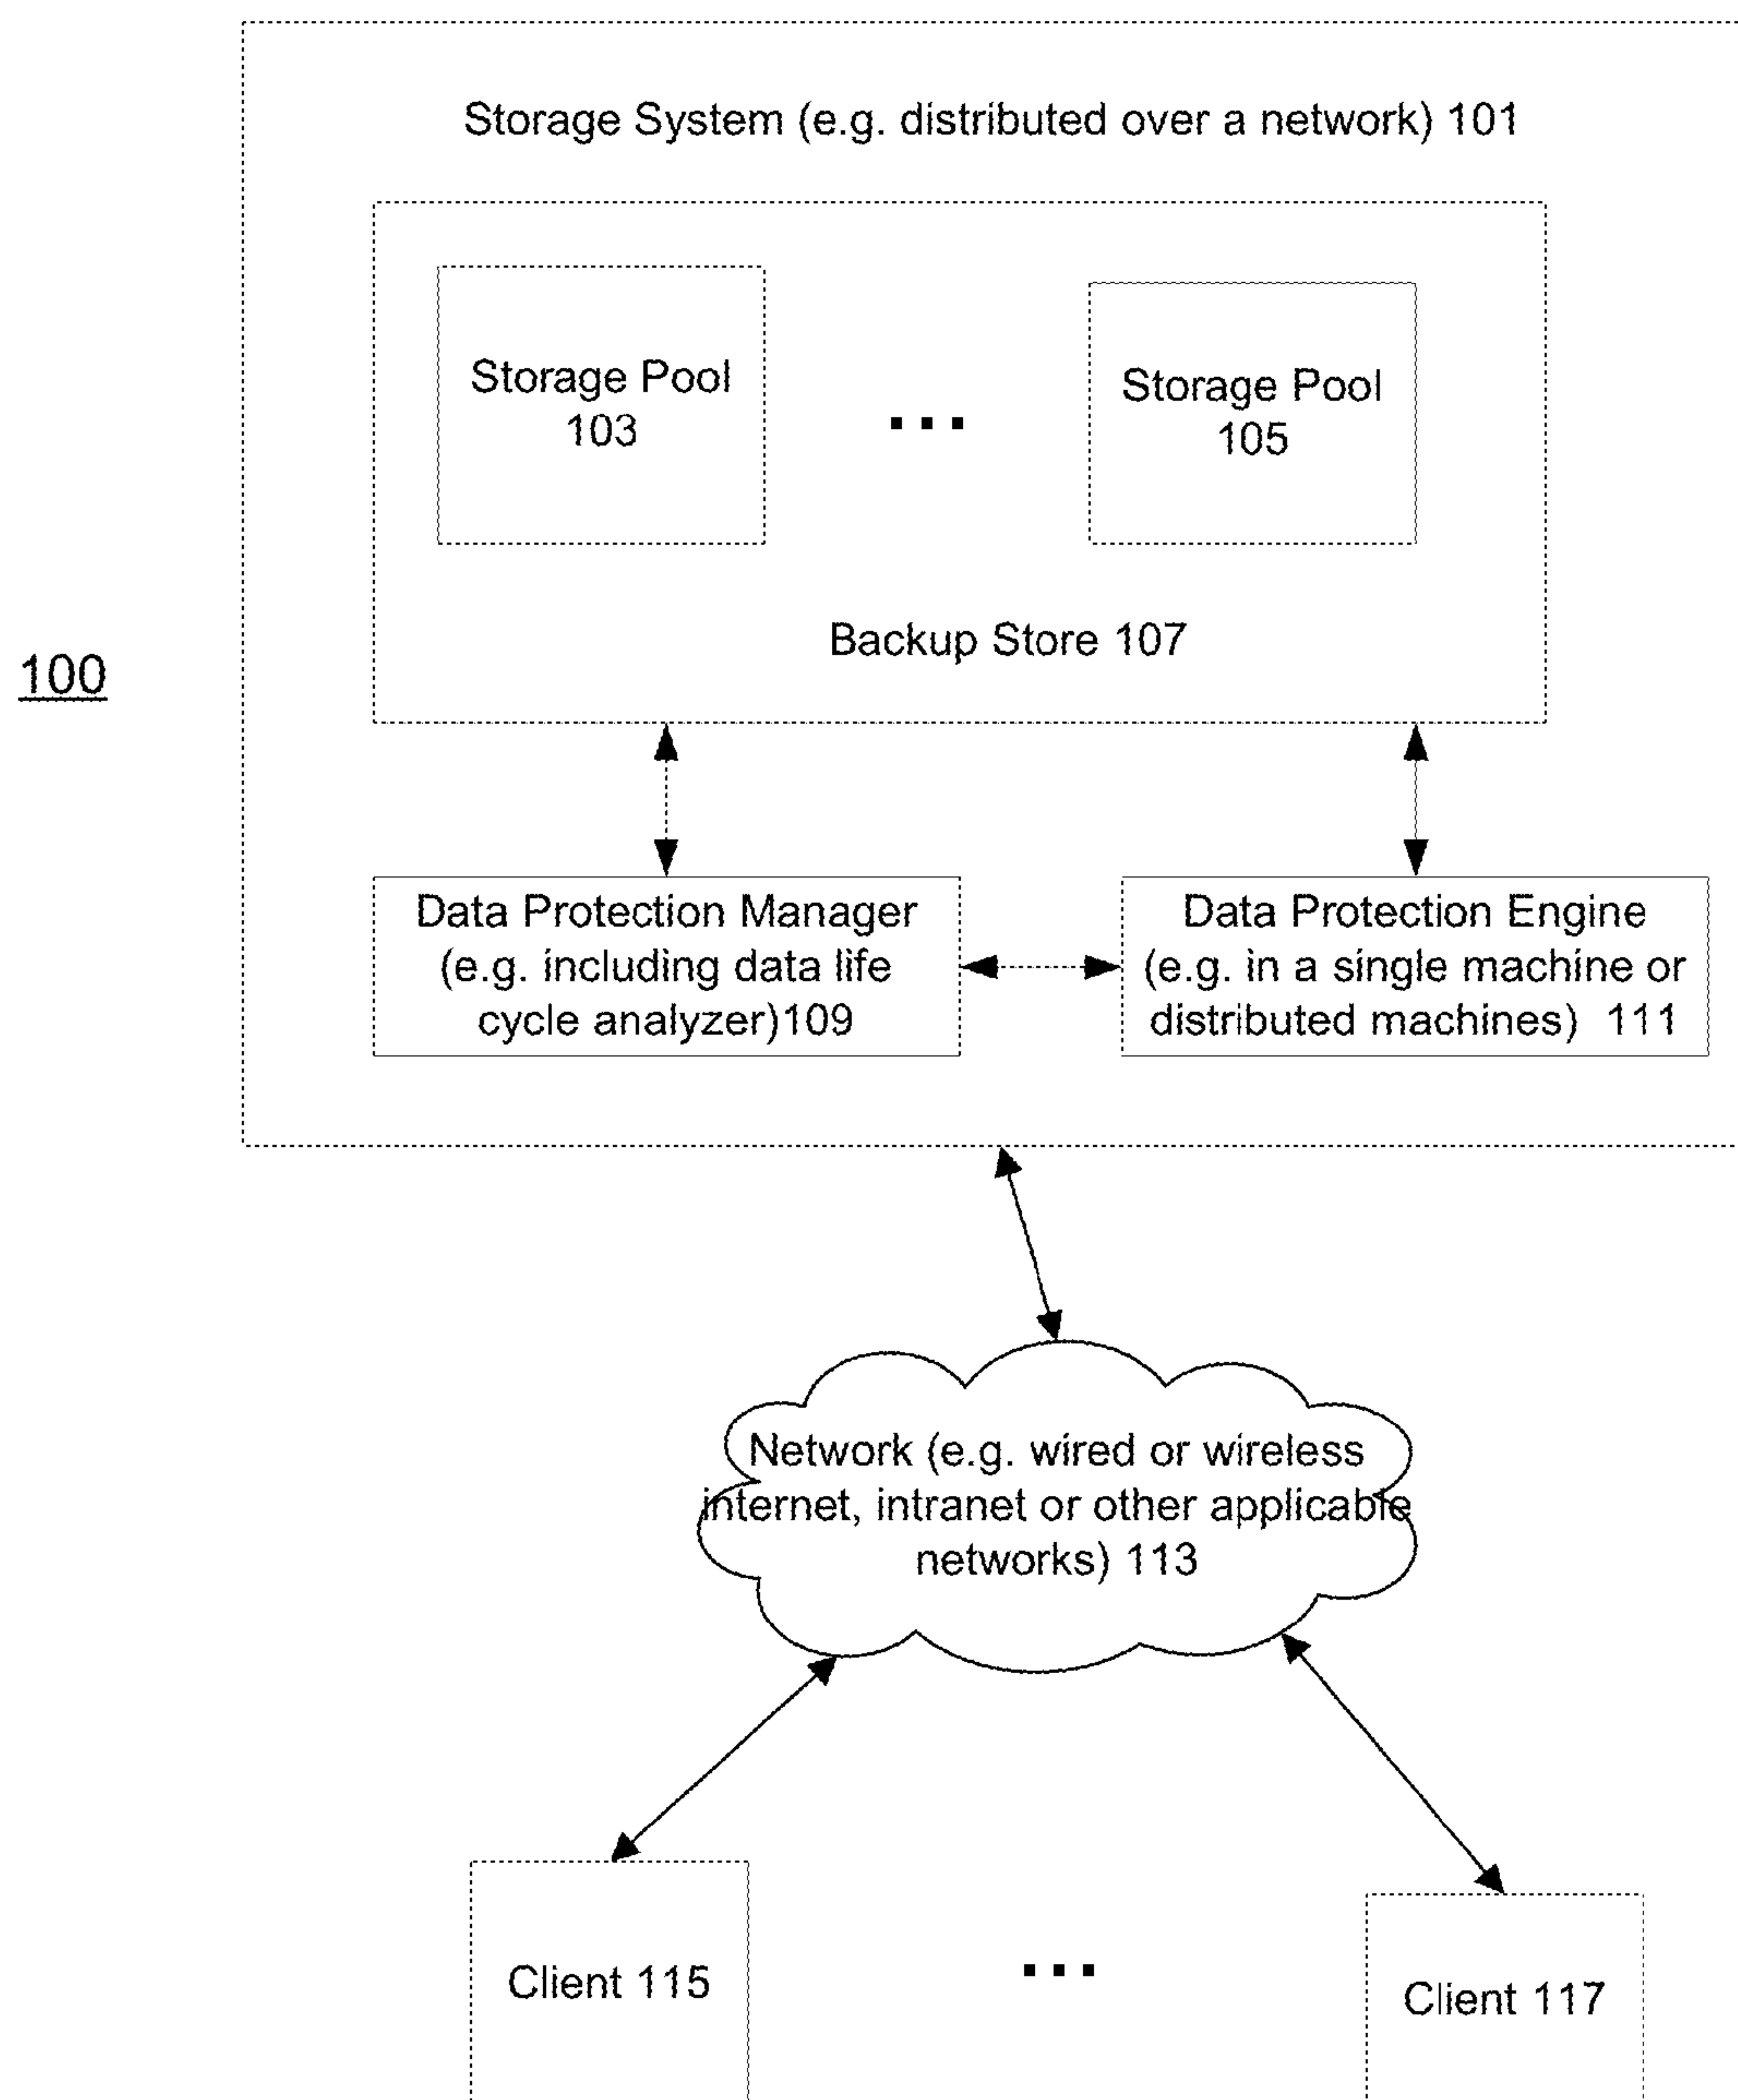 Storage System (e.g. distributed over a network) 101
Storage Pool
103
...
Storage Pool
105
Backup Store 107
100
Data Protection Manager
(e.g. including data life
cycle analyzer)109
Data Protection Engine
(e.g. in a single machine or
distributed machines) 111
Network (e.g. wired or wireless
internet, intranet or other applicable
networks) 113
Client 115
...
Client 117